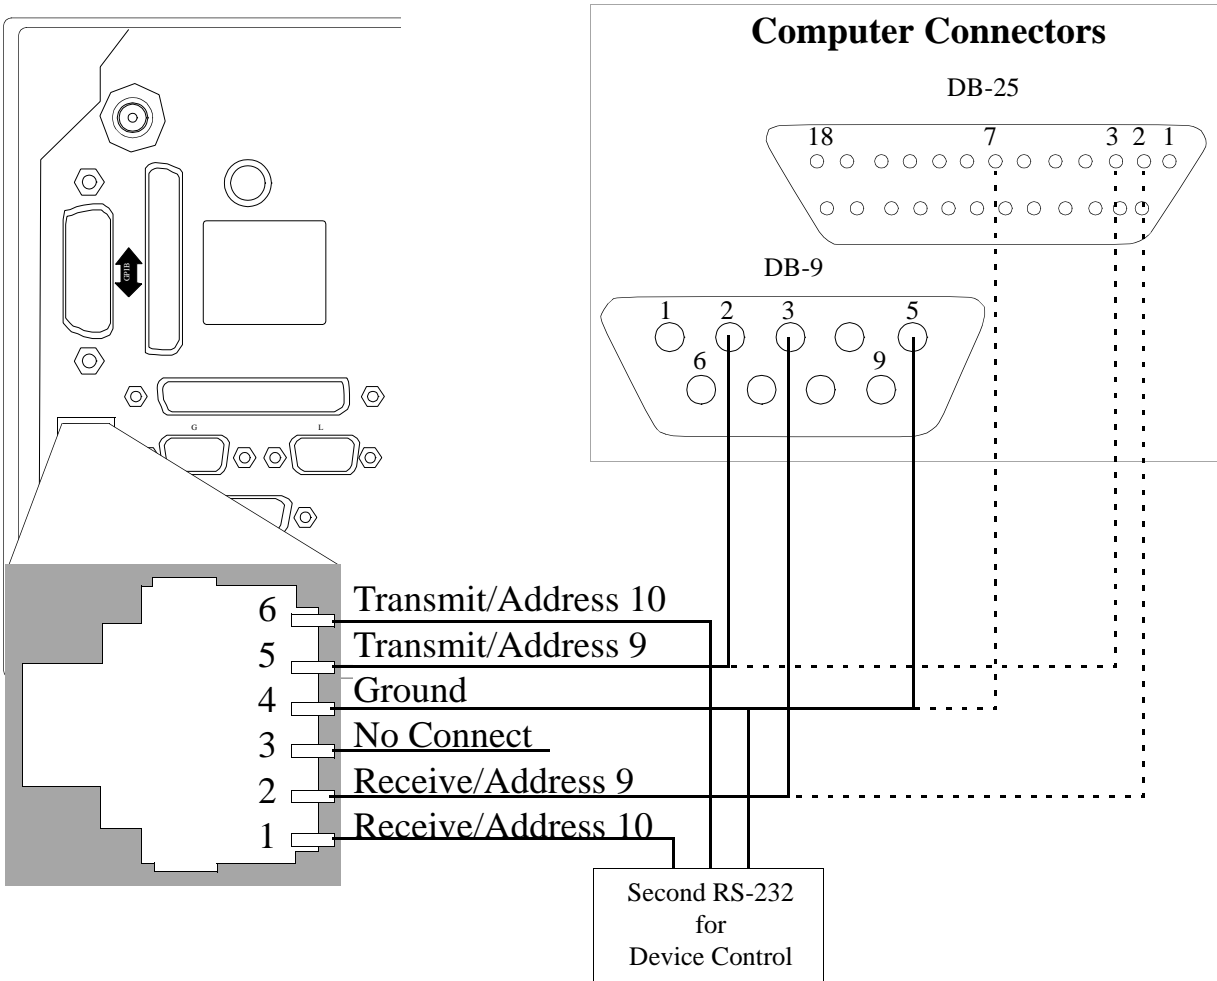 Computer Connectors
DB-25
18 7 3 2 1
DB-9
1 2 3 5
6 9
GPIB
G L
6 Transmit/Address 10
5 Transmit/Address 9
4 Ground
3 No Connect
2 Receive/Address 9
1 Receive/Address 10
Second RS-232
for
Device Control